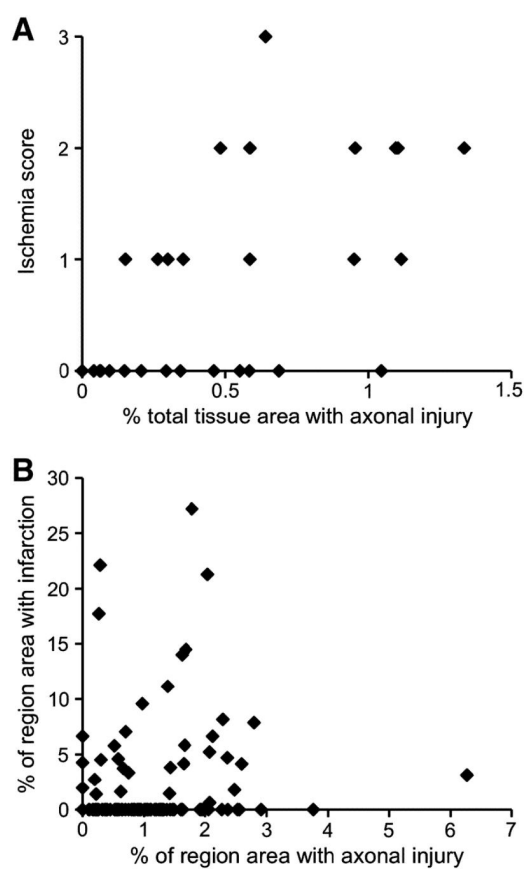 A
3
2
1
0
Ischemia score
0 0.5 1 1.5
% total tissue area with axonal injury
B
30
25
20
15
10
5
0
% of region area with infarction
0 1 2 3 4 5 6 7
% of region area with axonal injury